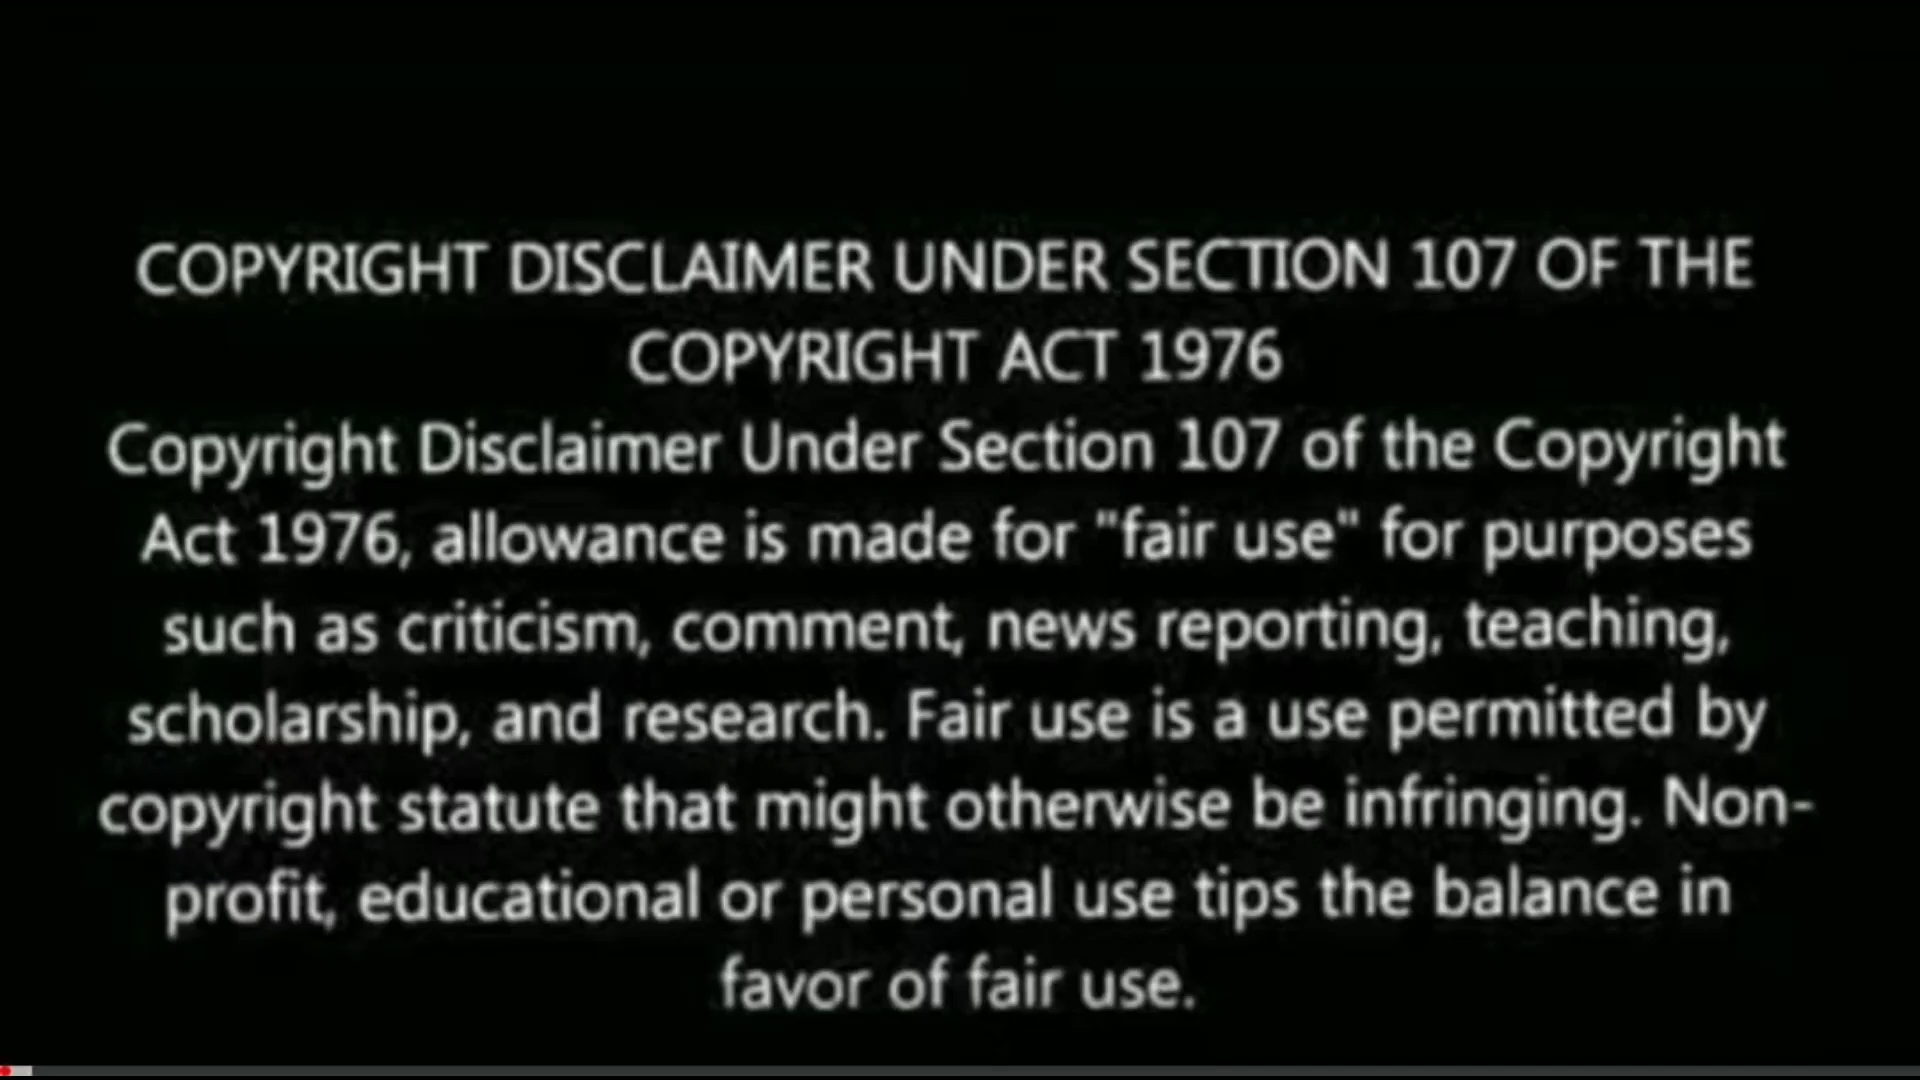 COPYRIGHT DISCLAIMER UNDER SECTION 107 OF THE
COPYRIGHT ACT 1976
Copyright Disclaimer Under Section 107 of the Copyright
Act 1976, allowance is made for "fair use" for purposes
such as criticism, comment, news reporting, teaching,
scholarship, and research. Fair use is a use permitted by
copyright statute that might otherwise be infringing. Non-
profit, educational or personal use tips the balance in
favor of fair use.